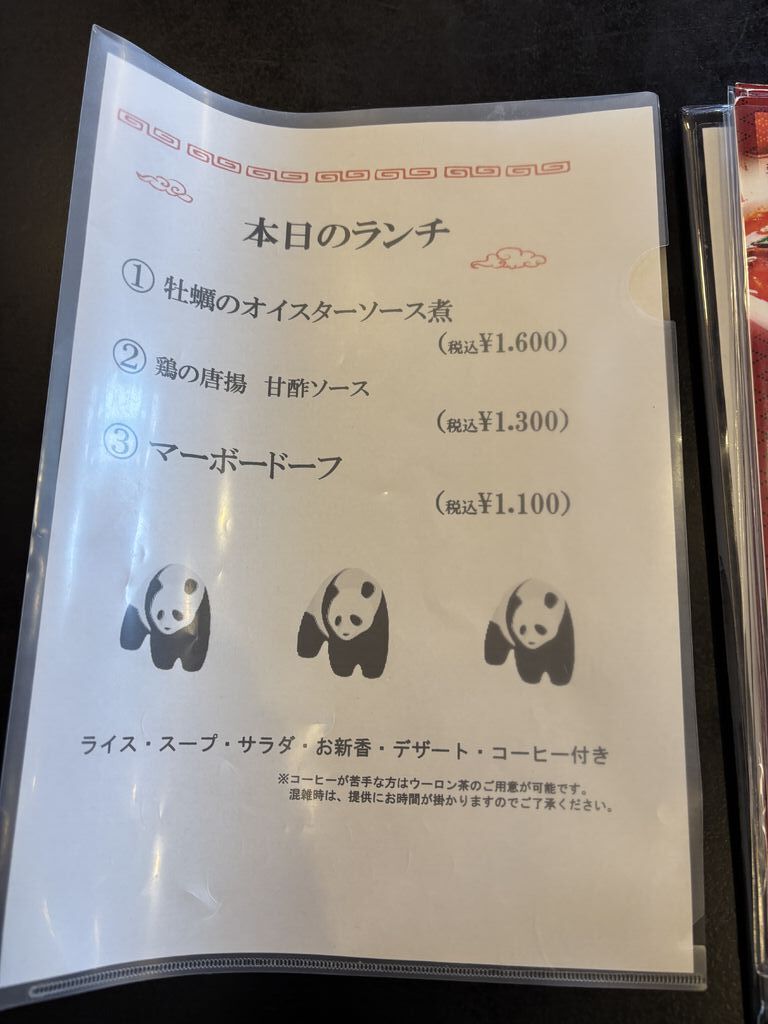 本日のランチ
① 牡蠣のオイスターソース煮
(税込¥1.600)
② 鶏の唐揚 甘酢ソース
(税込¥1.300)
③ マーボードーフ
(税込¥1.100)
ライス・スープ・サラダ・お新香・デザート・コーヒー付き
※コーヒーが苦手な方はウーロン茶のご用意が可能です。
混雑時は、提供にお時間が掛かりますのでご了承ください。